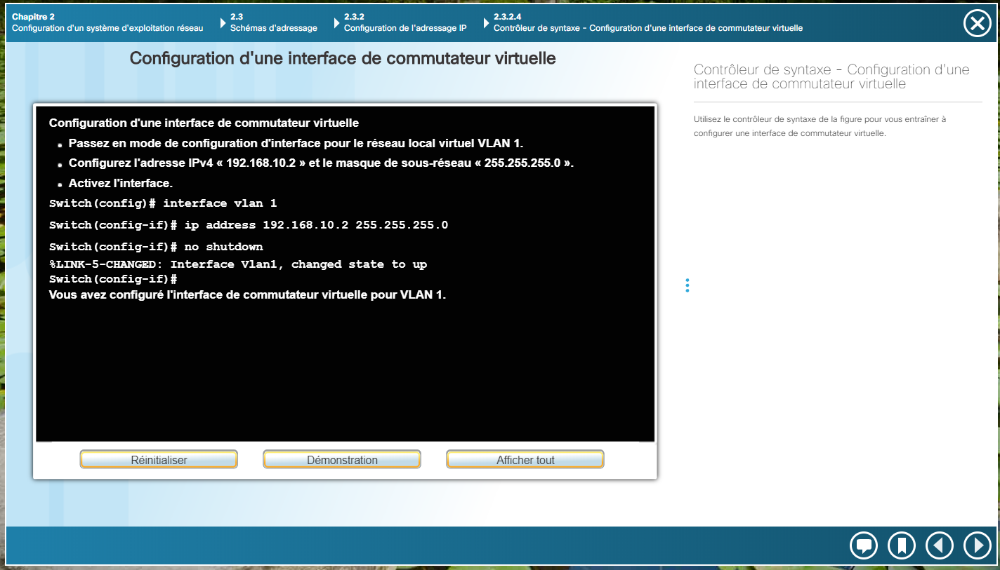 Chapitre 2
Configuration d'un système d'exploitation réseau
2.3
Schémas d'adressage
2.3.2
Configuration de l'adressage IP
2.3.2.4
Contrôleur de syntaxe - Configuration d'une interface de commutateur virtuelle
Configuration d'une interface de commutateur virtuelle
Configuration d'une interface de commutateur virtuelle
Passez en mode de configuration d'interface pour le réseau local virtuel VLAN 1.
Configurez l'adresse IPv4 « 192.168.10.2 » et le masque de sous-réseau « 255.255.255.0 ».
Activez l'interface.
Switch(config)# interface vlan 1
Switch(config-if)# ip address 192.168.10.2 255.255.255.0
Switch(config-if)# no shutdown
%LINK-5-CHANGED: Interface Vlan1, changed state to up
Switch(config-if)#
Vous avez configuré l'interface de commutateur virtuelle pour VLAN 1.
Réinitialiser
Démonstration
Afficher tout
Contrôleur de syntaxe - Configuration d'une
interface de commutateur virtuelle
Utilisez le contrôleur de syntaxe de la figure pour vous entraîner à
configurer une interface de commutateur virtuelle.